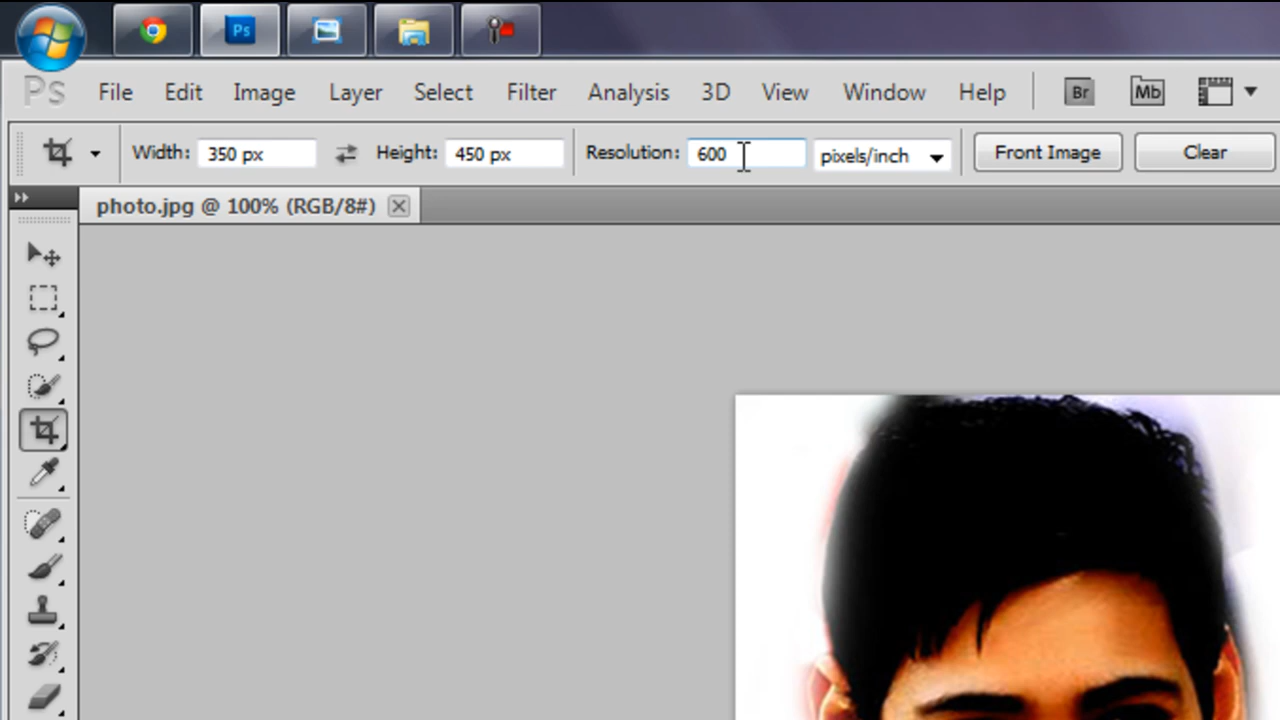 Ps
Ps File Edit Image Layer Select Filter Analysis 3D View Window Help Br Mb
Width: 350 px Height: 450 px Resolution: 600 pixels/inch Front Image Clear
photo.jpg @ 100% (RGB/8#)